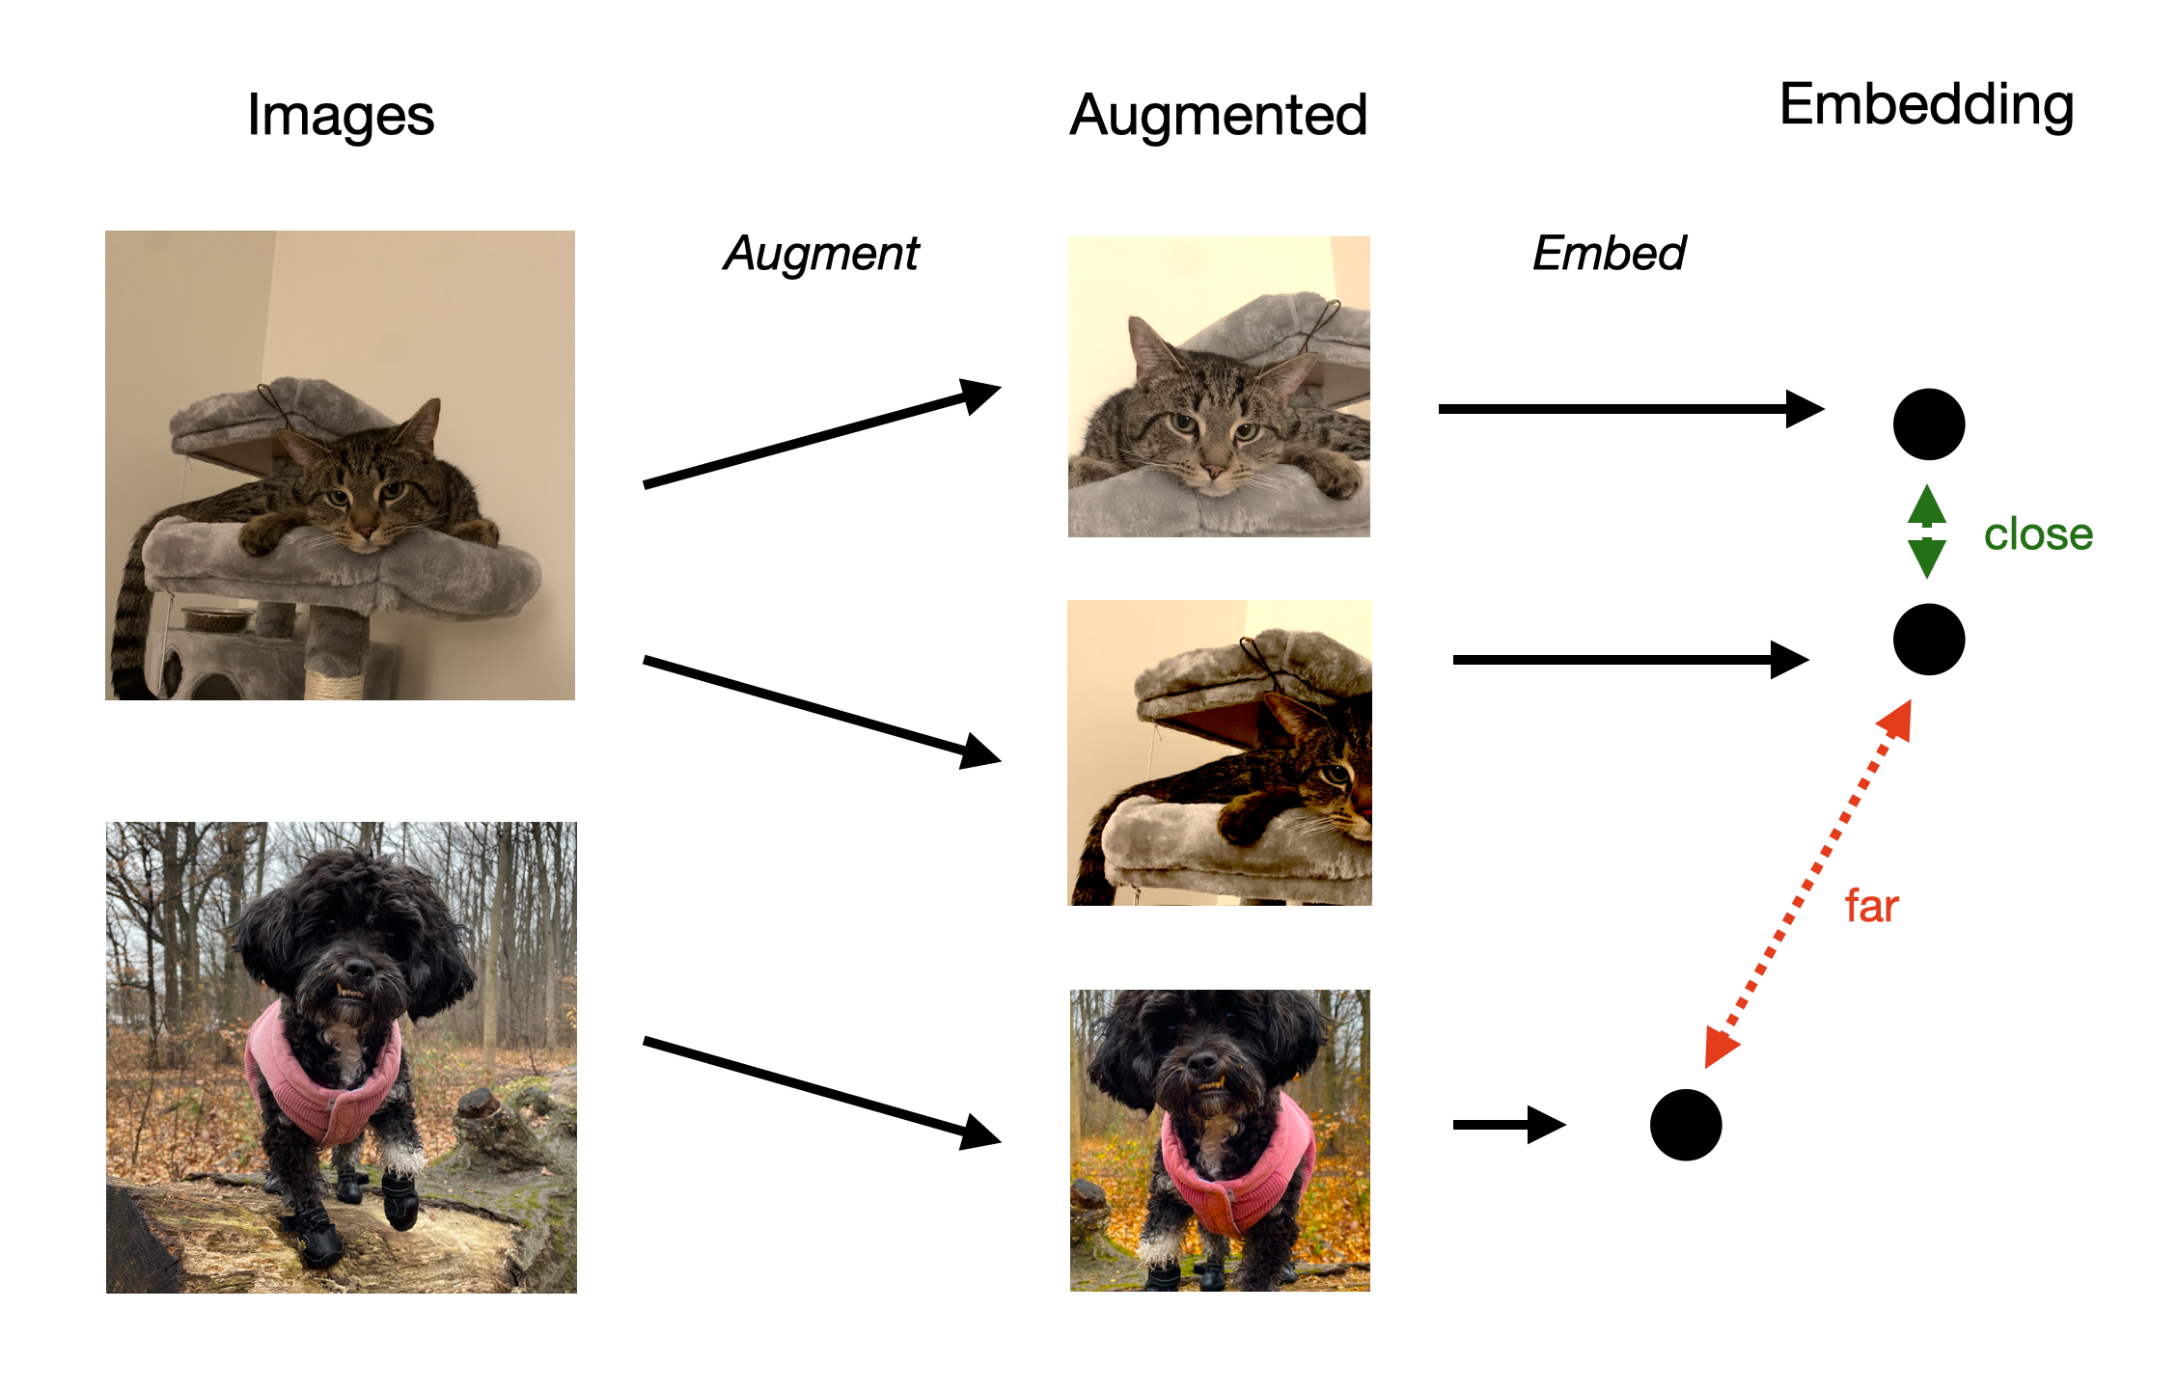 Images
Augmented
Embedding
Augment
Embed
close
far